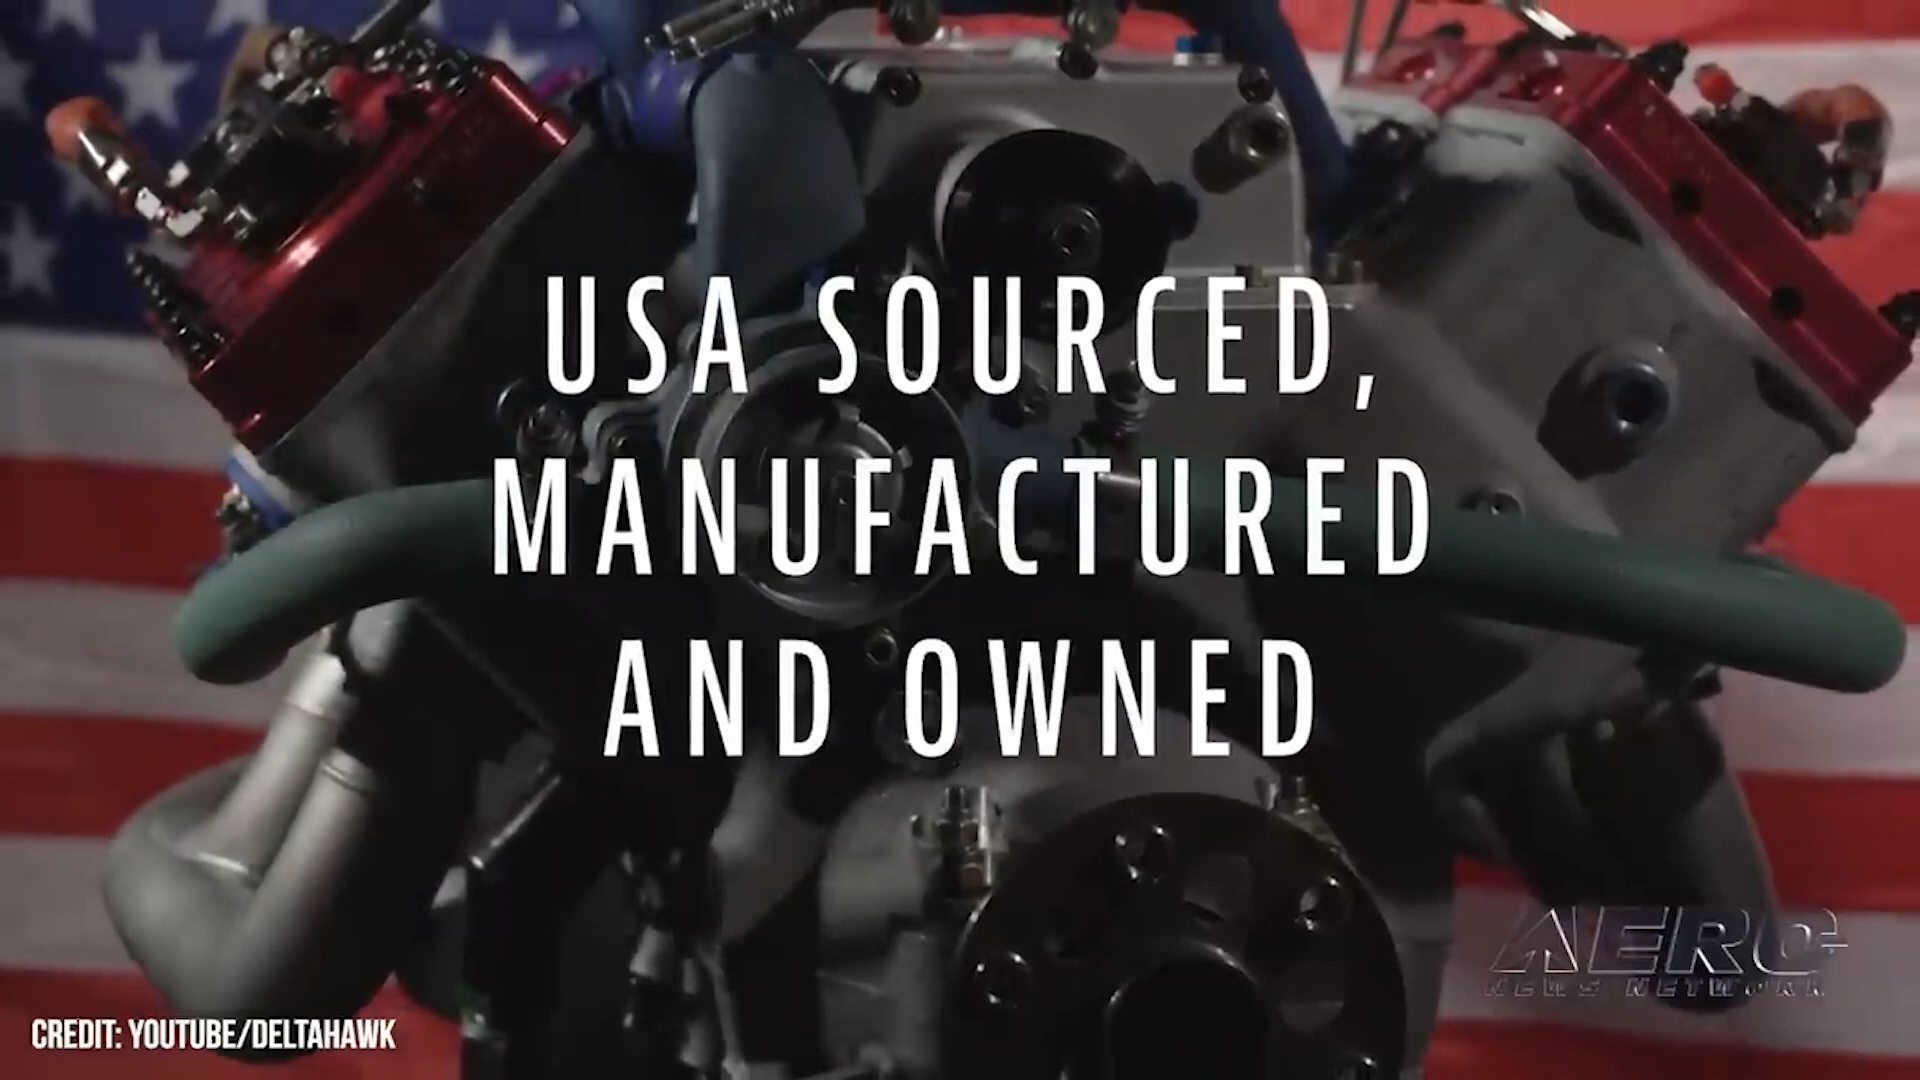 USA SOURCED,
MANUFACTURED
AND OWNED
AERO
NEWS NETWORK
CREDIT: YOUTUBE/DELTAHAWK